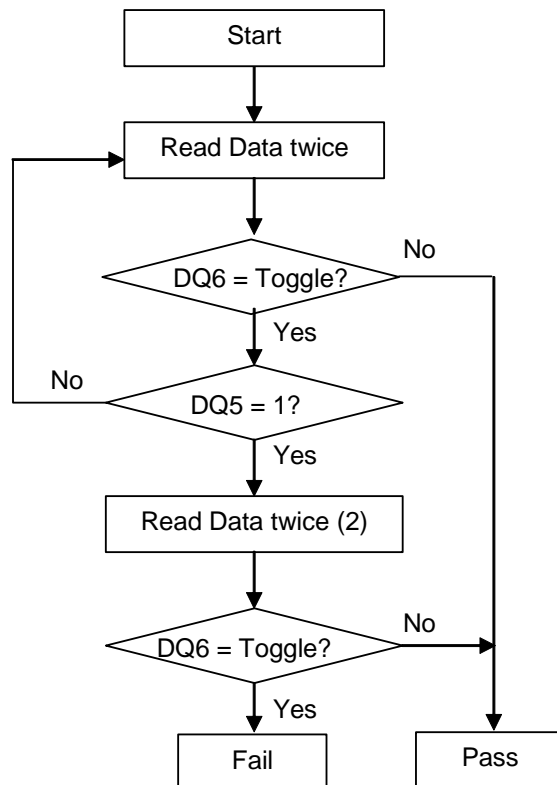 Start
Read Data twice
No
DQ6 = Toggle?
Yes
No
DQ5 = 1?
Yes
Read Data twice (2)
No
DQ6 = Toggle?
Yes
Fail
Pass